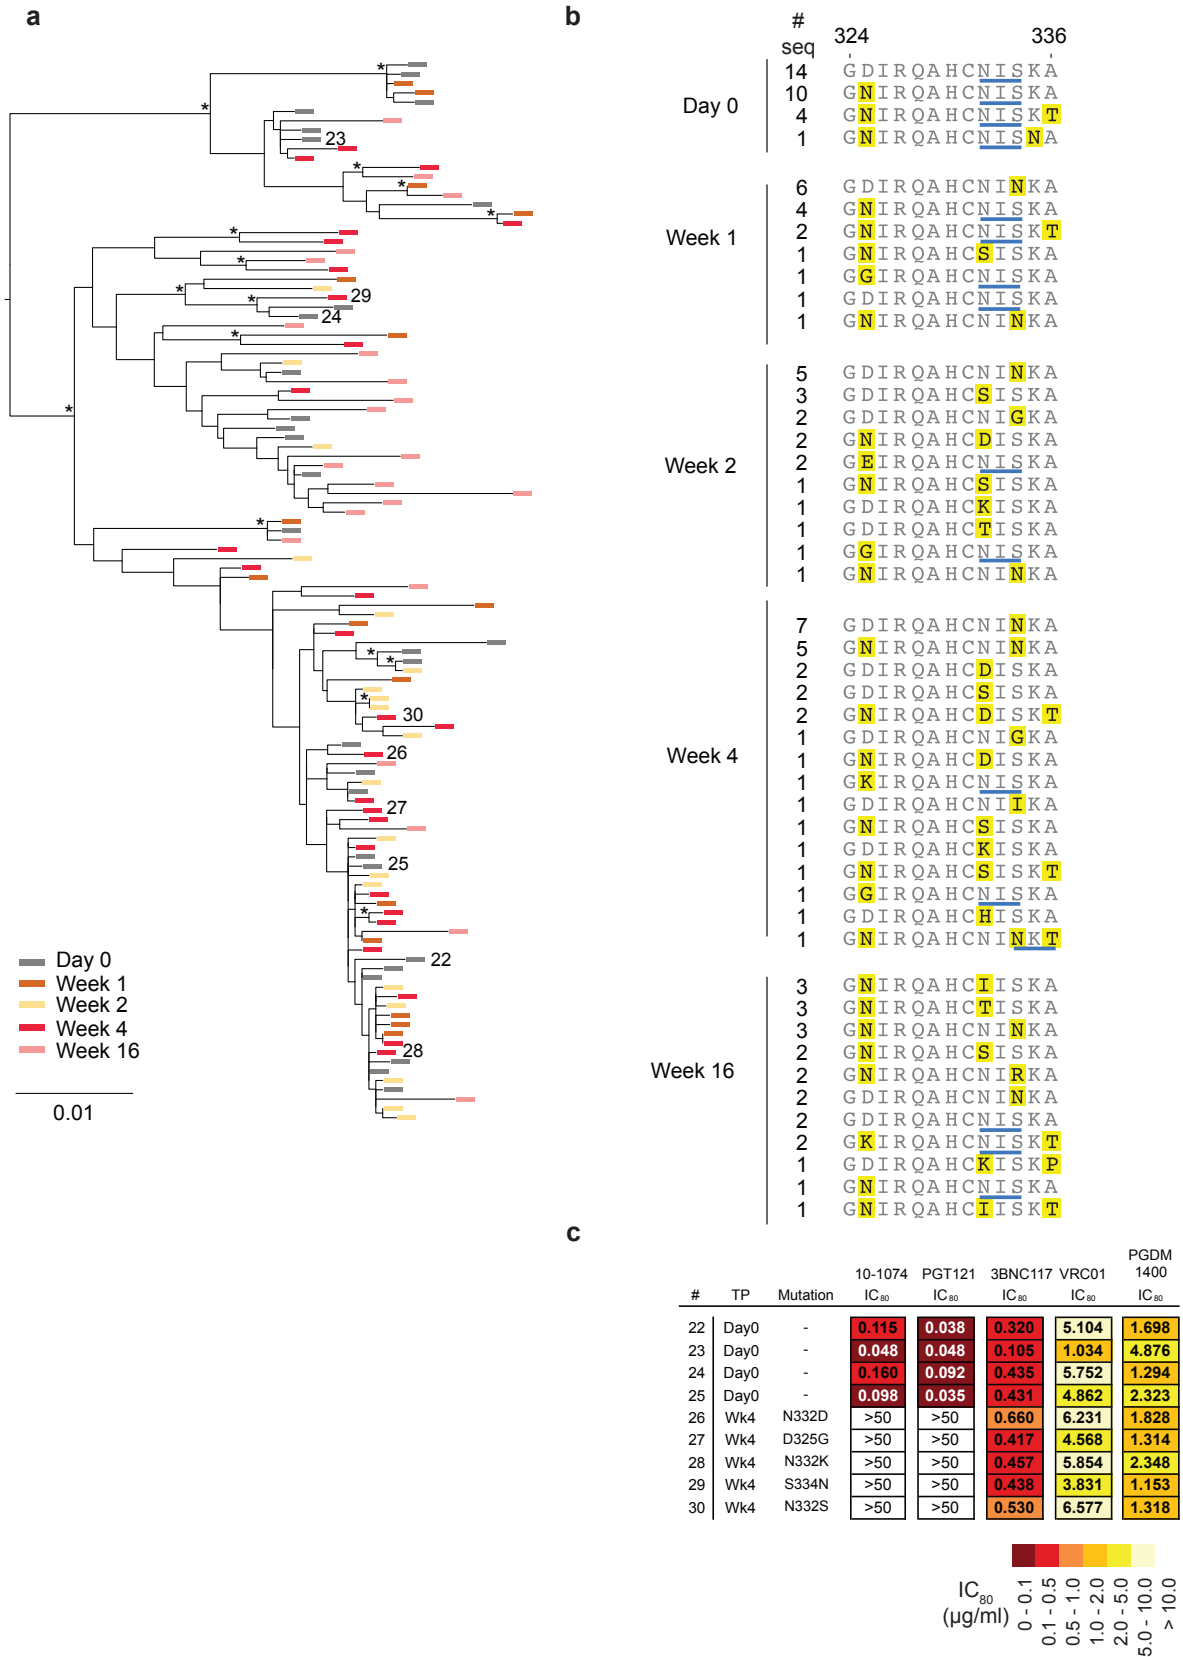 a
*
*
23
*
*
*
*
*
*
*
29
24
*
*
*
*
*
*
30
26
27
25
*
22
28
Day 0
Week 1
Week 2
Week 4
Week 16
0.01
b
#
seq
324
336
Day 0
14 GDIRQAHCNISKA
10 GNIRQAHCNISKA
4 GNIRQAHCNISKT
1 GNIRQAHCNISNA
Week 1
6 GDIRQAHCNINKA
4 GNIRQAHCNISKA
2 GNIRQAHCNISKT
1 GNIRQAHCSISKA
1 GGIRQAHCNISKA
1 GDIRQAHCNISKA
1 GNIRQAHCNINKA
Week 2
5 GDIRQAHCNINKA
3 GDIRQAHCSISKA
2 GDIRQAHCNIGKA
2 GNIRQAHCDISKA
2 GEIRQAHCNISKA
1 GNIRQAHCSISKA
1 GDIRQAHCKISKA
1 GDIRQAHCTISKA
1 GGIRQAHCNISKA
1 GNIRQAHCNINKA
Week 4
7 GDIRQAHCNINKA
5 GNIRQAHCNINKA
2 GDIRQAHCDISKA
2 GDIRQAHCSISKA
2 GNIRQAHCDISKT
1 GDIRQAHCNIGKA
1 GNIRQAHCDISKA
1 GKIRQAHCNISKA
1 GDIRQAHCNIIKA
1 GNIRQAHCSISKA
1 GDIRQAHCKISKA
1 GNIRQAHCSISKT
1 GGIRQAHCNISKA
1 GDIRQAHCHISKA
1 GNIRQAHCNINKT
Week 16
3 GNIRQAHCIISKA
3 GNIRQAHCTISKA
3 GNIRQAHCNINKA
2 GNIRQAHCSISKA
2 GNIRQAHCNIRKA
2 GDIRQAHCNINKA
2 GDIRQAHCNISKA
2 GKIRQAHCNISKT
1 GDIRQAHCKISKP
1 GNIRQAHCNISKA
1 GNIRQAHCIISKT
c
10-1074 PGT121 3BNC117 VRC01 PGDM 1400
# TP Mutation IC80 IC80 IC80 IC80 IC80
22 Day0 - 0.115 0.038 0.320 5.104 1.698
23 Day0 - 0.048 0.048 0.105 1.034 4.876
24 Day0 - 0.160 0.092 0.435 5.752 1.294
25 Day0 - 0.098 0.035 0.431 4.862 2.323
26 Wk4 N332D >50 >50 0.660 6.231 1.828
27 Wk4 D325G >50 >50 0.417 4.568 1.314
28 Wk4 N332K >50 >50 0.457 5.854 2.348
29 Wk4 S334N >50 >50 0.438 3.831 1.153
30 Wk4 N332S >50 >50 0.530 6.577 1.318
IC80
(µg/ml)
0 - 0.1
0.1 - 0.5
0.5 - 1.0
1.0 - 2.0
2.0 - 5.0
5.0 - 10.0
> 10.0